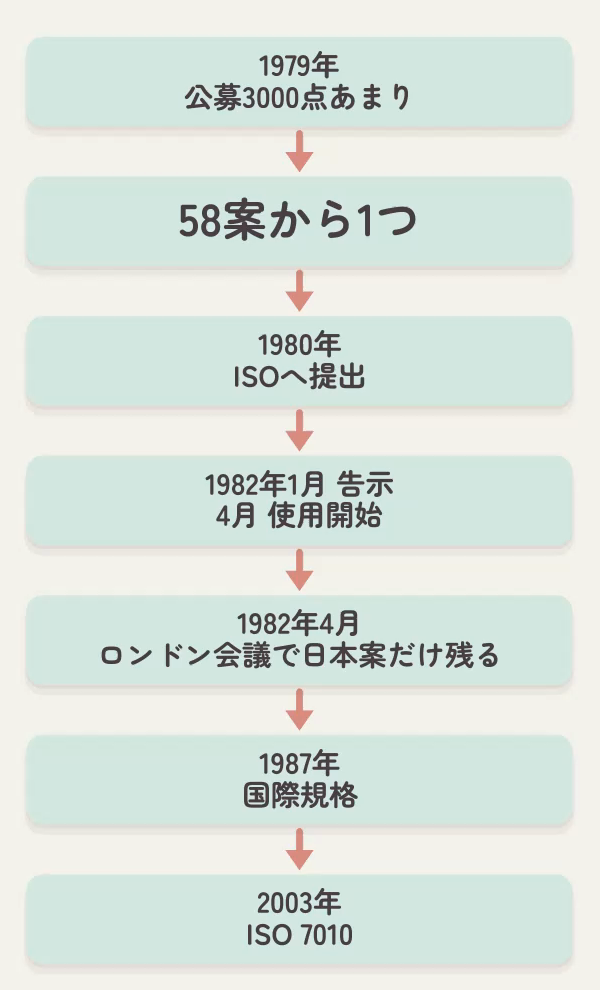 1979年
公募3000点あまり
58案から1つ
1980年
ISOへ提出
1982年1月 告示
4月 使用開始
1982年4月
ロンドン会議で日本案だけ残る
1987年
国際規格
2003年
ISO 7010